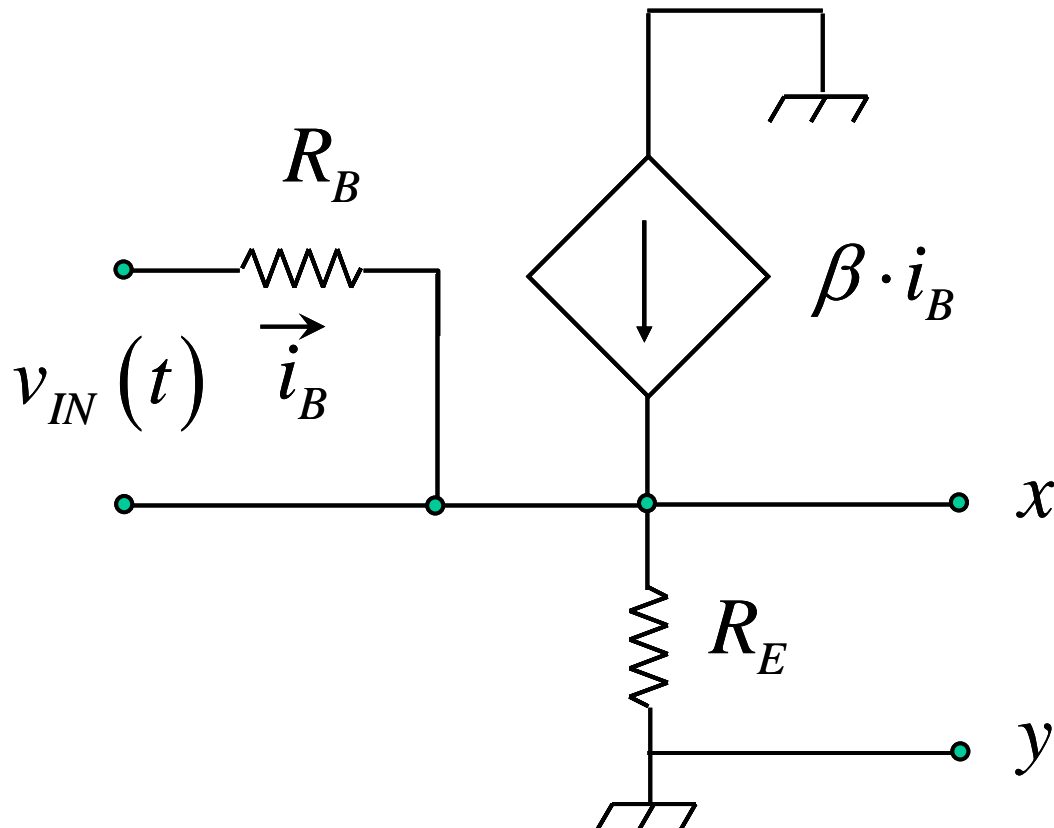 R_B
β · i_B
v_IN (t)
i_B
x
R_E
y